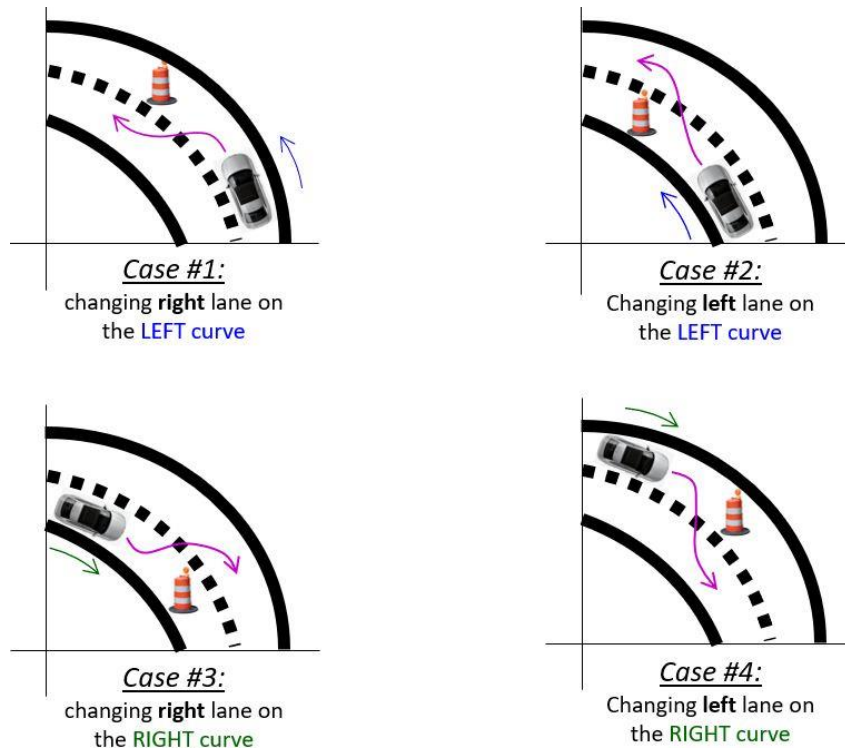 Case #1:
changing right lane on
the LEFT curve
Case #2:
Changing left lane on
the LEFT curve
Case #3:
changing right lane on
the RIGHT curve
Case #4:
Changing left lane on
the RIGHT curve